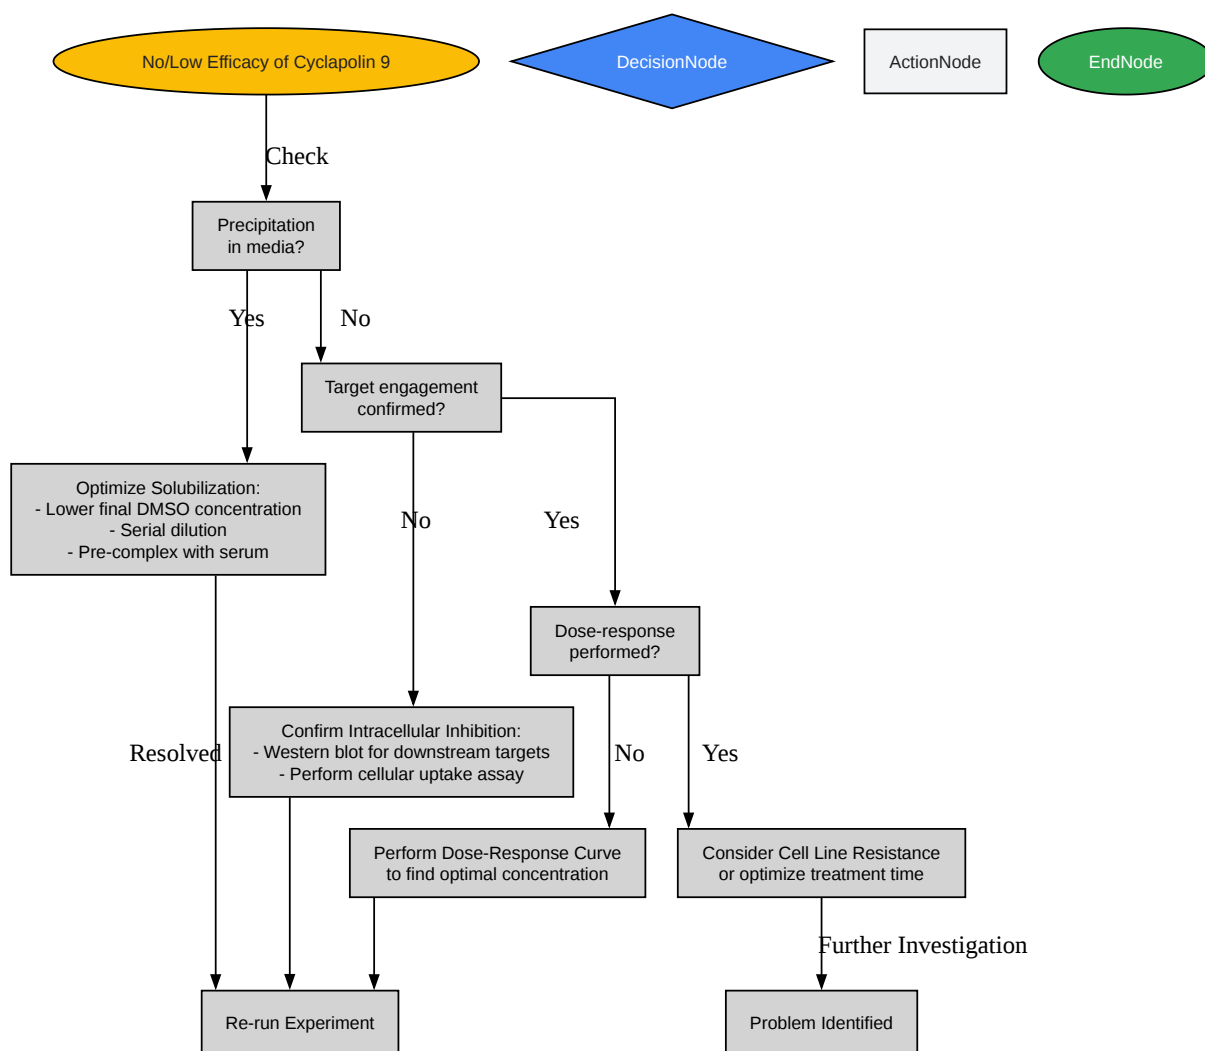 No/Low Efficacy of Cyclapolin 9
DecisionNode
ActionNode
EndNode
Check
Precipitation
in media?
Yes
No
Target engagement
confirmed?
Optimize Solubilization:
- Lower final DMSO concentration
- Serial dilution
- Pre-complex with serum
No
Yes
Dose-response
performed?
Confirm Intracellular Inhibition:
- Western blot for downstream targets
- Perform cellular uptake assay
Resolved
No
Yes
Perform Dose-Response Curve
to find optimal concentration
Consider Cell Line Resistance
or optimize treatment time
Further Investigation
Re-run Experiment
Problem Identified